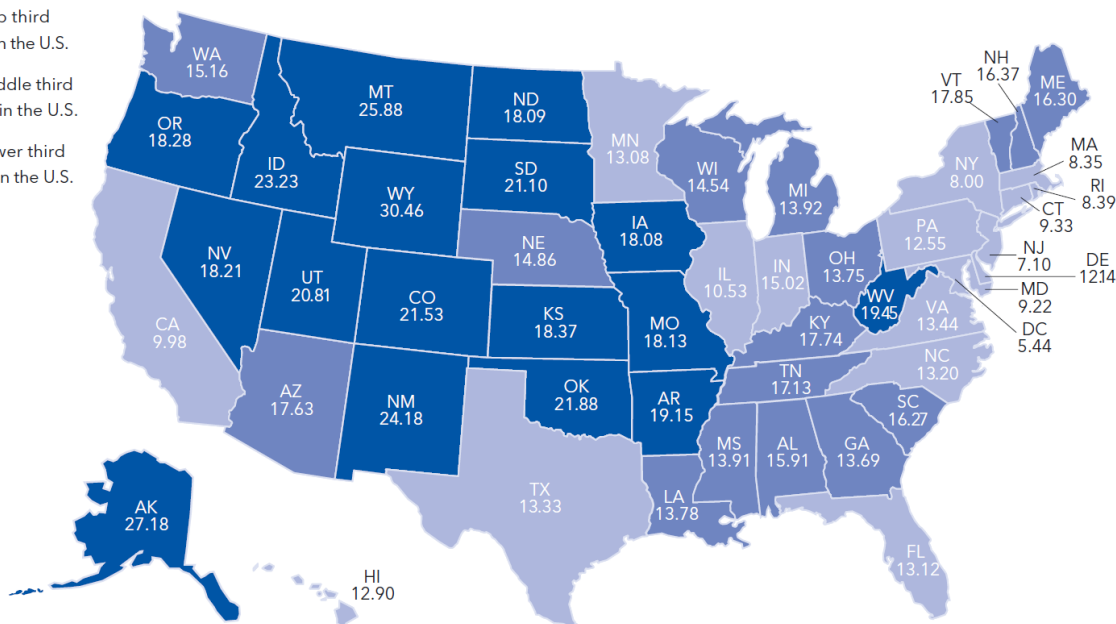 third
the U.S.
third
in the U.S.
third
the U.S.
WA
15.16
OR
18.28
CA
9.98
NV
18.21
ID
23.23
MT
25.88
WY
30.46
UT
20.81
AZ
17.63
CO
21.53
NM
24.18
ND
18.09
SD
21.10
NE
14.86
KS
18.37
OK
21.88
TX
13.33
MN
13.08
IA
18.08
MO
18.13
AR
19.15
LA
13.78
WI
14.54
IL
10.53
MI
13.92
IN
15.02
OH
13.75
KY
17.74
TN
17.13
MS
13.91
AL
15.91
GA
13.69
FL
13.12
SC
16.27
NC
13.20
VA
13.44
WV
19.45
PA
12.55
NY
8.00
VT
17.85
NH
16.37
ME
16.30
MA
8.35
RI
8.39
CT
9.33
NJ
7.10
DE
12.14
MD
9.22
DC
5.44
AK
27.18
HI
12.90